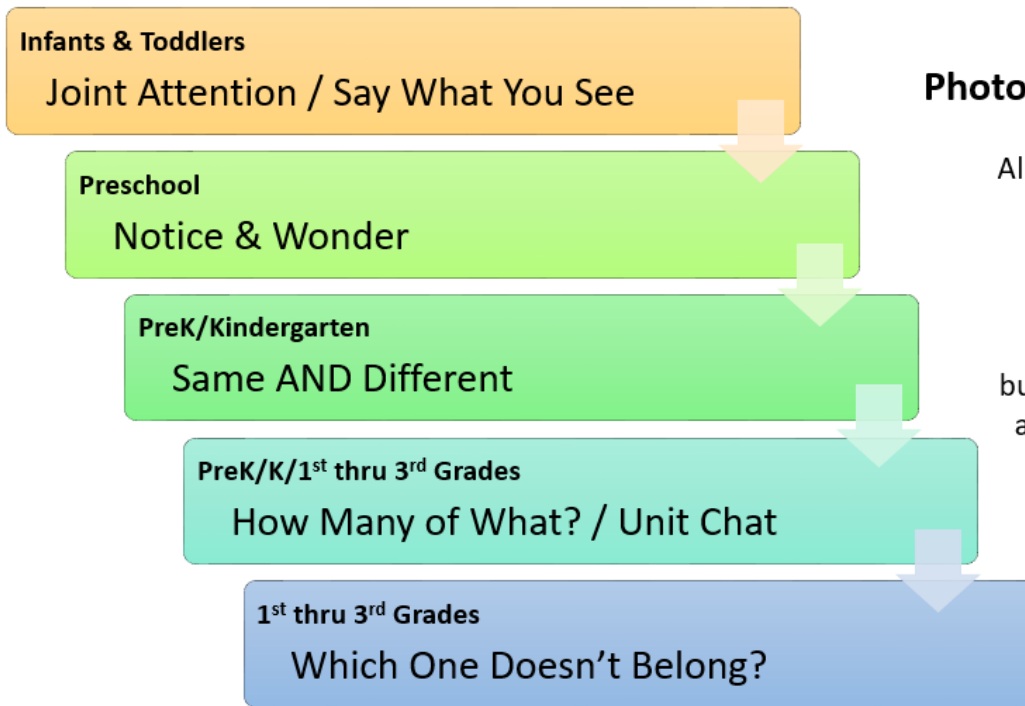 Infants & Toddlers
Joint Attention / Say What You See
Preschool
Notice & Wonder
PreK/Kindergarten
Same AND Different
PreK/K/1st thru 3rd Grades
How Many of What? / Unit Chat
1st thru 3rd Grades
Which One Doesn’t Belong?
Photo